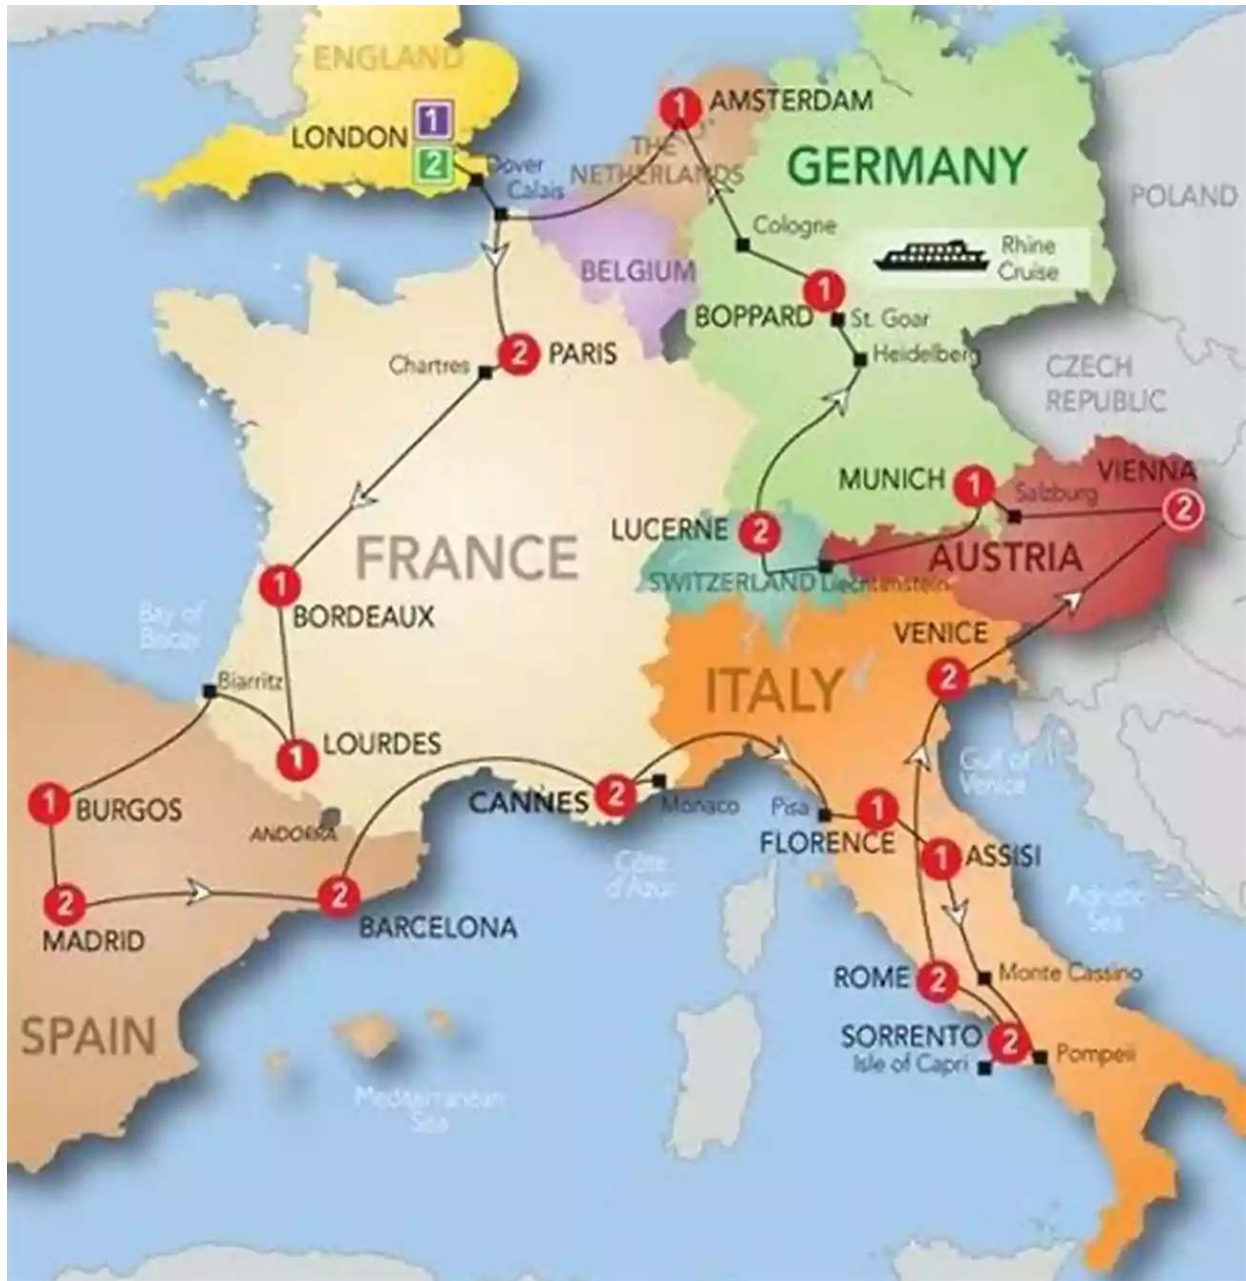 ENGLAND
LONDON
1
2
Dover
Calais
1
AMSTERDAM
THE
NETHERLANDS
GERMANY
POLAND
Cologne
Rhine
Cruise
BELGIUM
1
BOPPARD
St. Goar
Heidelberg
2
PARIS
Chartres
CZECH
REPUBLIC
MUNICH
1
Salzburg
VIENNA
2
LUCERNE
2
FRANCE
SWITZERLAND
Liechtenstein
AUSTRIA
1
BORDEAUX
Bay of
Biscay
Biarritz
1
LOURDES
VENICE
2
ITALY
Gulf of
Venice
1
BURGOS
ANDORRA
CANNES
2
Monaco
Pisa
1
FLORENCE
1
ASSISI
Côte
d'Azur
2
MADRID
2
BARCELONA
Adriatic
Sea
ROME
2
Monte Cassino
SPAIN
SORRENTO
2
Isle of Capri
Pompeii
Mediterranean
Sea